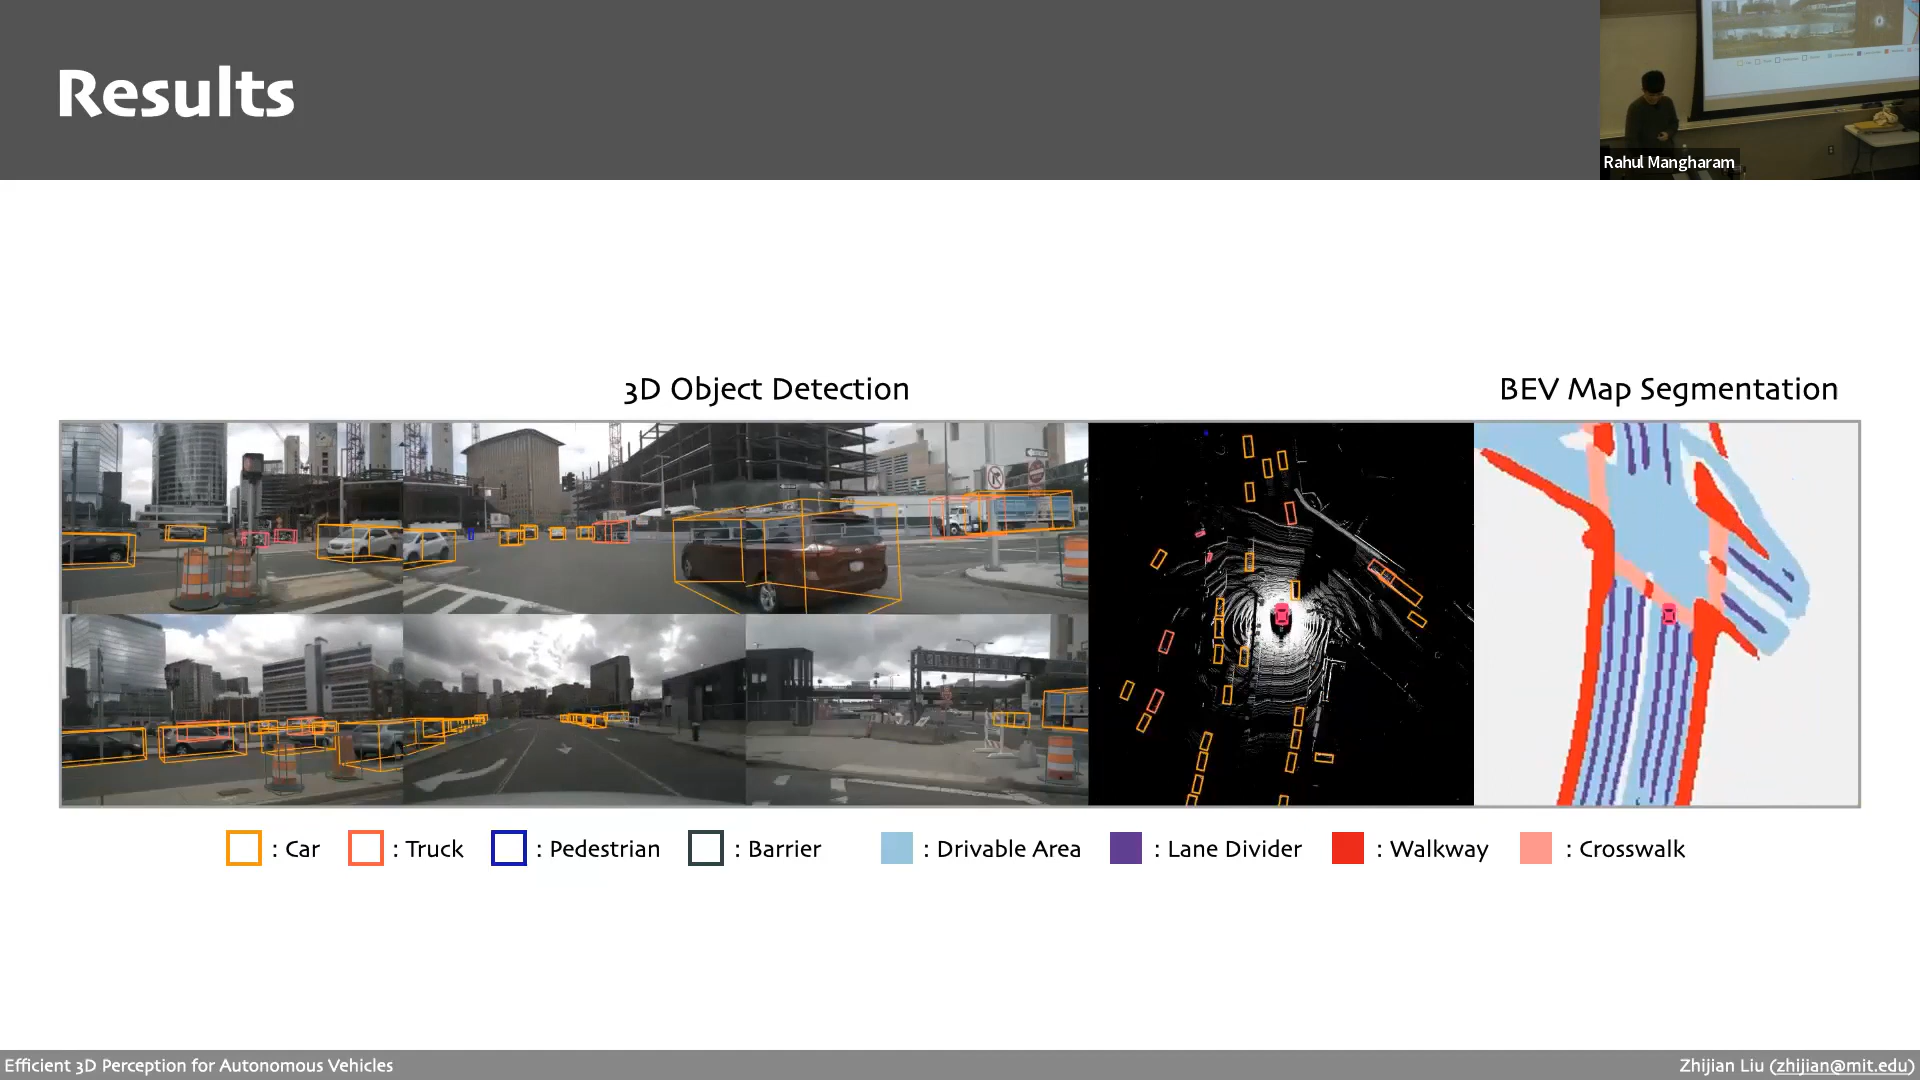 Results
Rahul Mangharam
3D Object Detection
BEV Map Segmentation
: Car : Truck : Pedestrian : Barrier : Drivable Area : Lane Divider : Walkway : Crosswalk
Efficient 3D Perception for Autonomous Vehicles
Zhijian Liu (zhijian@mit.edu)